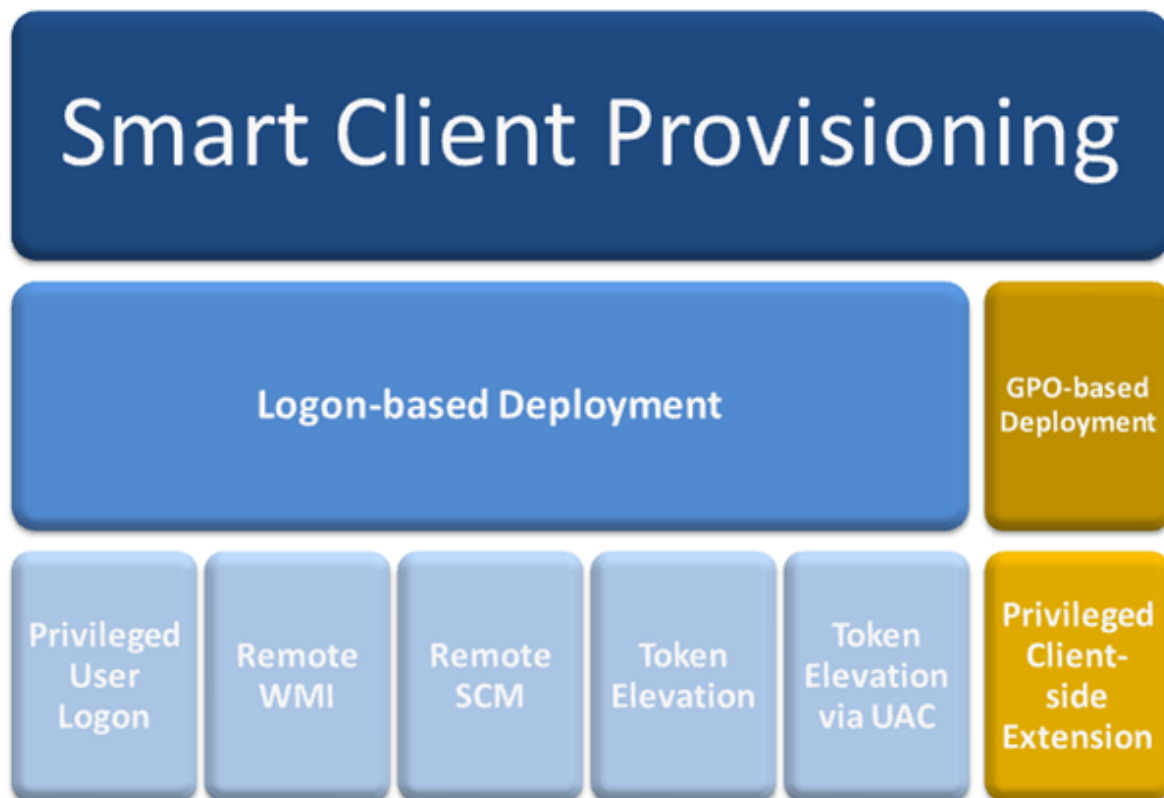 Smart Client Provisioning
Logon-based Deployment
GPO-based
Deployment
Privileged
User
Logon
Remote
WMI
Remote
SCM
Token
Elevation
Token
Elevation
via UAC
Privileged
Client-
side
Extension